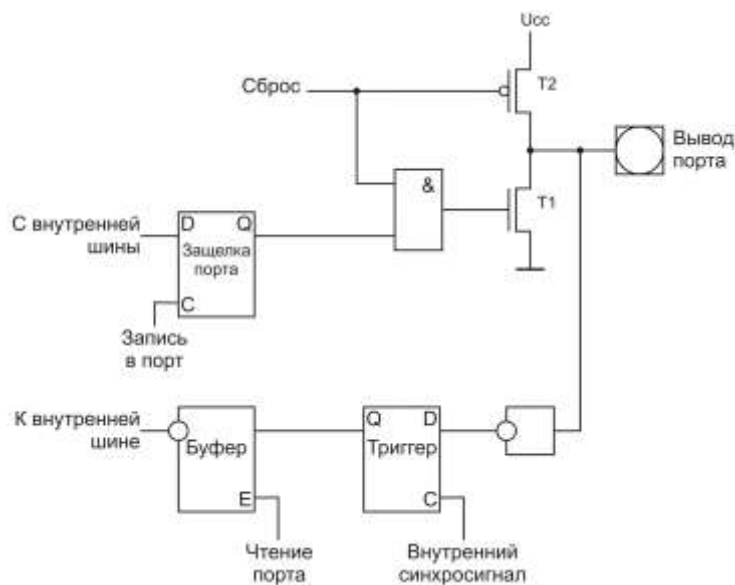 Ucc
Сброс
T2
Вывод
порта
&
T1
С внутренней
шины
D Q
Защелка
порта
C
Запись
в порт
К внутренней
шине
Буфер
E
Q D
Триггер
C
Чтение
порта
Внутренний
синхросигнал